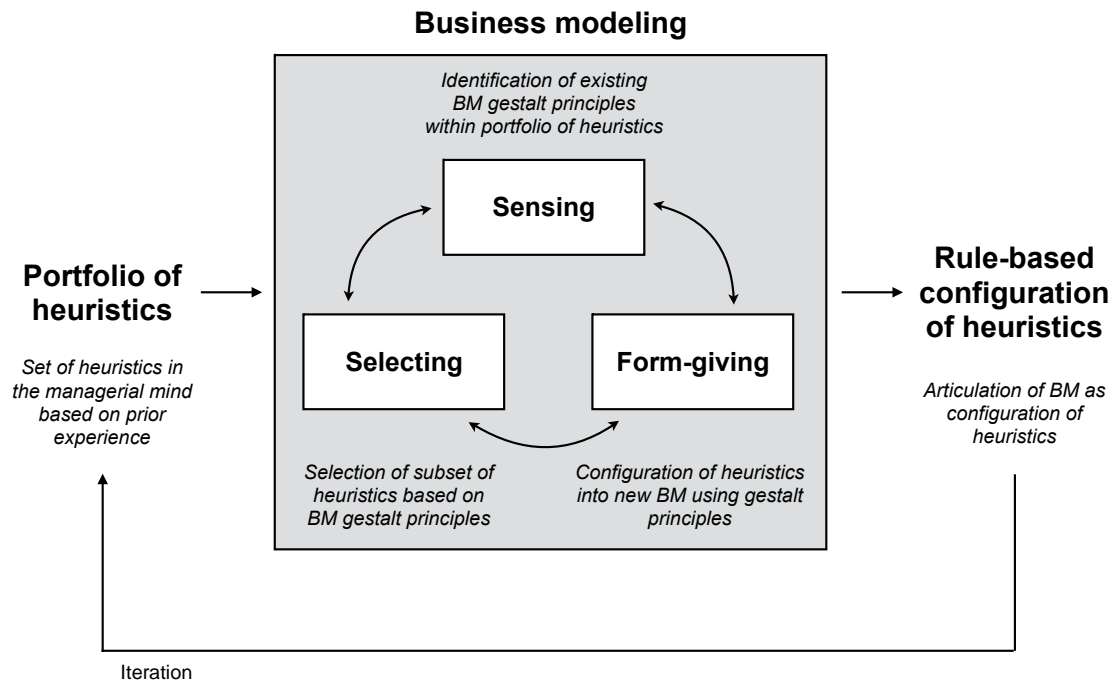 Business modeling
Identification of existing
BM gestalt principles
within portfolio of heuristics
Sensing
Portfolio of
heuristics
Set of heuristics in
the managerial mind
based on prior
experience
Selecting
Form-giving
Selection of subset of
heuristics based on
BM gestalt principles
Configuration of heuristics
into new BM using gestalt
principles
Rule-based
configuration
of heuristics
Articulation of BM as
configuration of
heuristics
Iteration